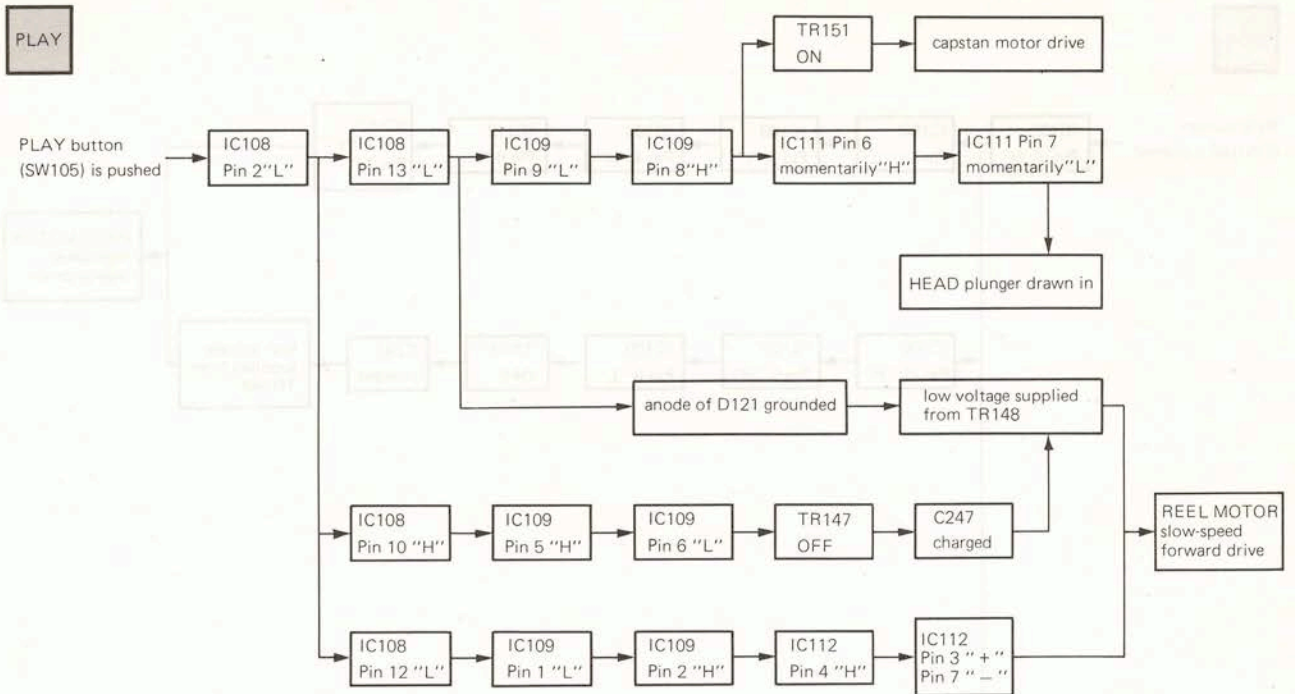 PLAY
TR151
ON
capstan motor drive
PLAY button
(SW105) is pushed
IC108
Pin 2"L"
IC108
Pin 13 "L"
IC109
Pin 9 "L"
IC109
Pin 8"H"
IC111 Pin 6
momentarily"H"
IC111 Pin 7
momentarily"L"
HEAD plunger drawn in
anode of D121 grounded
low voltage supplied
from TR148
IC108
Pin 10 "H"
IC109
Pin 5 "H"
IC109
Pin 6 "L"
TR147
OFF
C247
charged
REEL MOTOR
slow-speed
forward drive
IC108
Pin 12 "L"
IC109
Pin 1 "L"
IC109
Pin 2 "H"
IC112
Pin 4 "H"
IC112
Pin 3 " + "
Pin 7 " — "